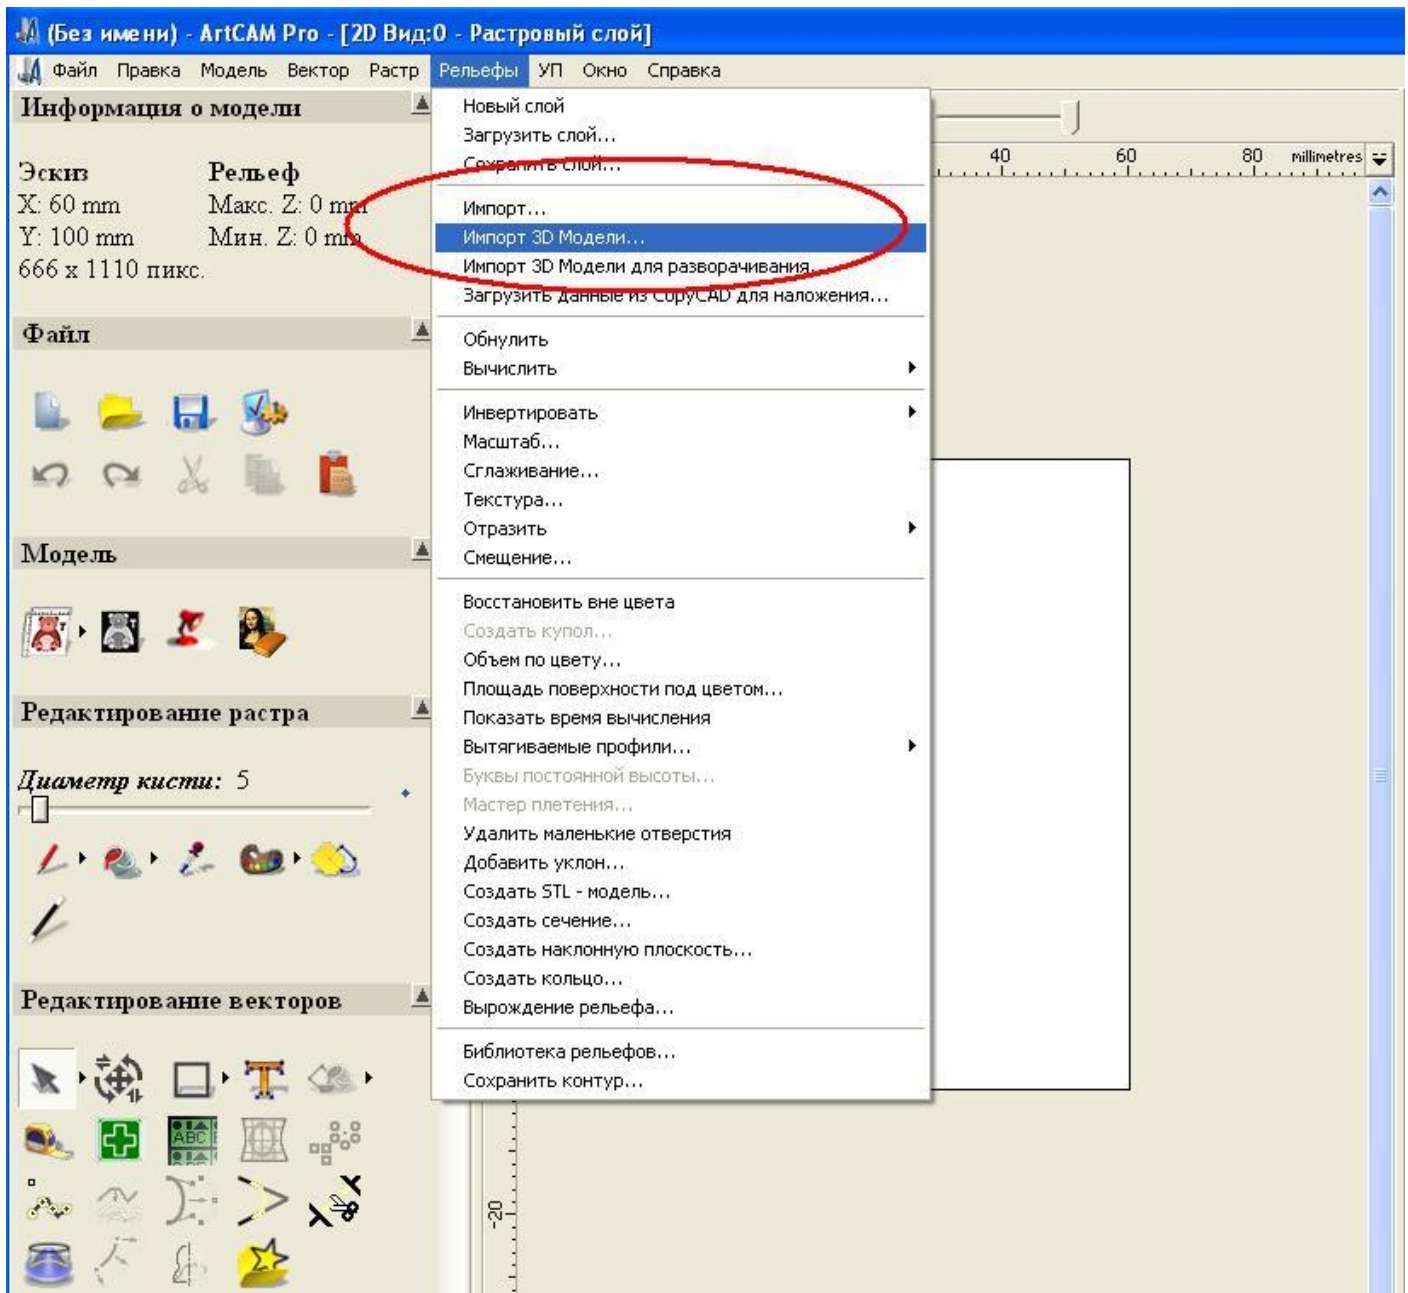 (Без имени) - ArtCAM Pro - [2D Вид:0 - Растровый слой]
Файл Правка Модель Вектор Растр Рельефы УП Окно Справка
Информация о модели
Эскиз Рельеф
X: 60 mm Макс. Z: 0 mm
Y: 100 mm Мин. Z: 0 mm
666 x 1110 пикс.
Файл
Модель
Редактирование растра
Диаметр кисти: 5
Редактирование векторов
ABC
Новый слой
Загрузить слой...
Сохранить слой...
Импорт...
Импорт 3D Модели...
Импорт 3D Модели для разворачивания...
Загрузить данные из CopyCAD для наложения...
Обнулить
Вычислить
Инвертировать
Масштаб...
Сглаживание...
Текстура...
Отразить
Смещение...
Восстановить вне цвета
Создать купол...
Объем по цвету...
Площадь поверхности под цветом...
Показать время вычисления
Вытягиваемые профили...
Буквы постоянной высоты...
Мастер плетения...
Удалить маленькие отверстия
Добавить уклон...
Создать STL - модель...
Создать сечение...
Создать наклонную плоскость...
Создать кольцо...
Вырождение рельефа...
Библиотека рельефов...
Сохранить контур...
40 60 80 millimetres
-20